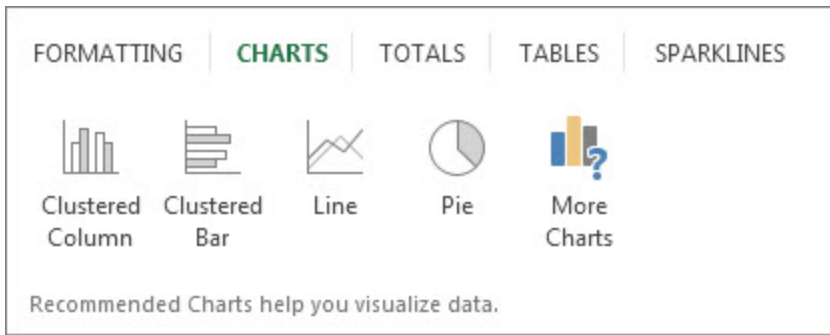 FORMATTING CHARTS TOTALS TABLES SPARKLINES
Clustered Clustered Line Pie More
Column Bar Charts
Recommended Charts help you visualize data.